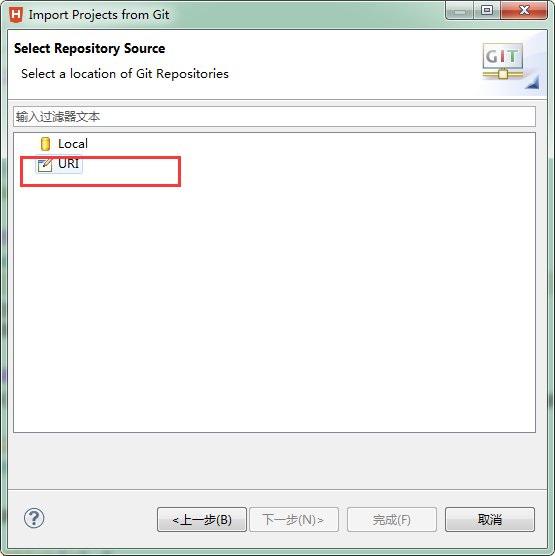 Import Projects from Git
Select Repository Source
Select a location of Git Repositories
GIT
输入过滤器文本
Local
URI
?
<上一步(B)
下一步(N)>
完成(F)
取消